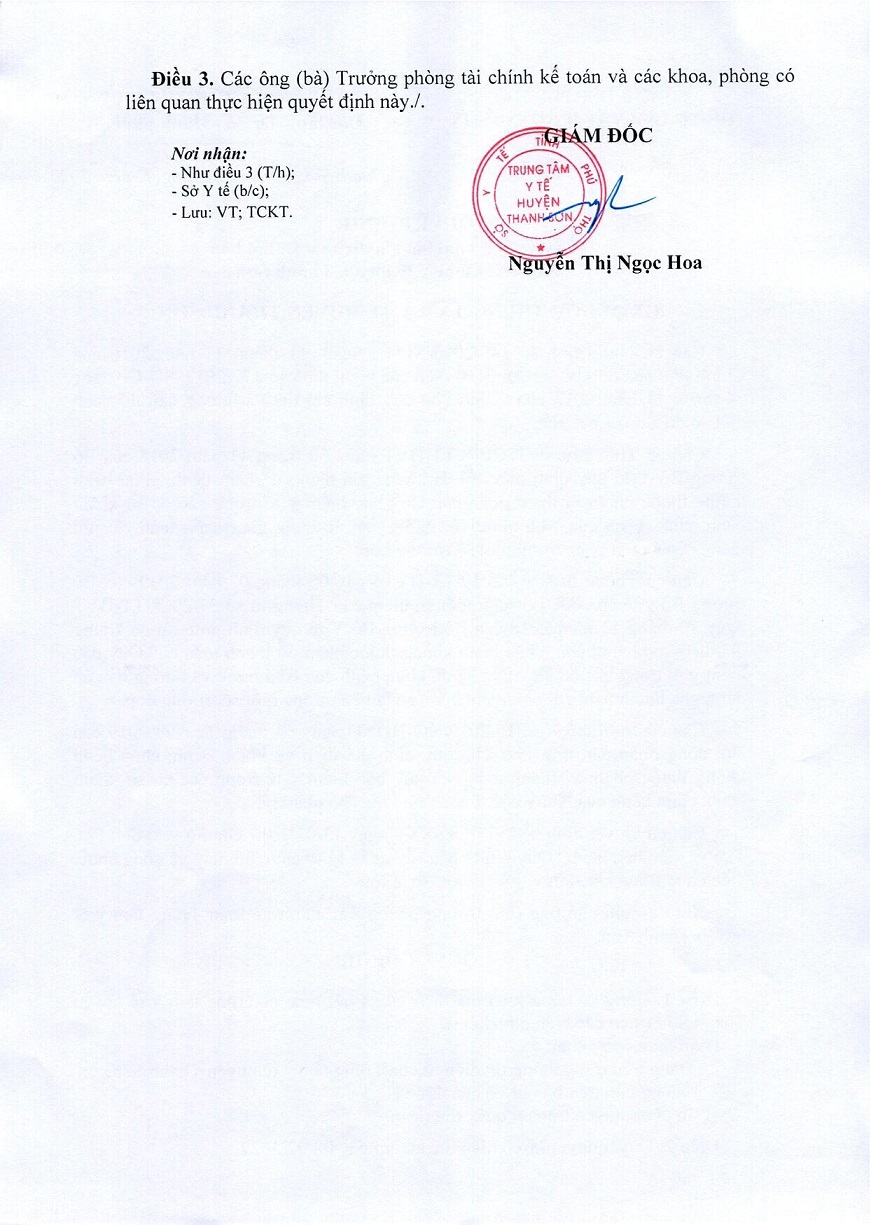 Điều 3. Các ông (bà) Trưởng phòng tài chính kế toán và các khoa, phòng có
liên quan thực hiện quyết định này./.
GIÁM ĐỐC
Nơi nhận:
- Như điều 3 (T/h);
- Sở Y tế (b/c);
- Lưu: VT; TCKT.
SỞ Y TẾ TỈNH PHÚ THỌ
TRUNG TÂM
Y TẾ
HUYỆN
THANH SƠN
Nguyễn Thị Ngọc Hoa